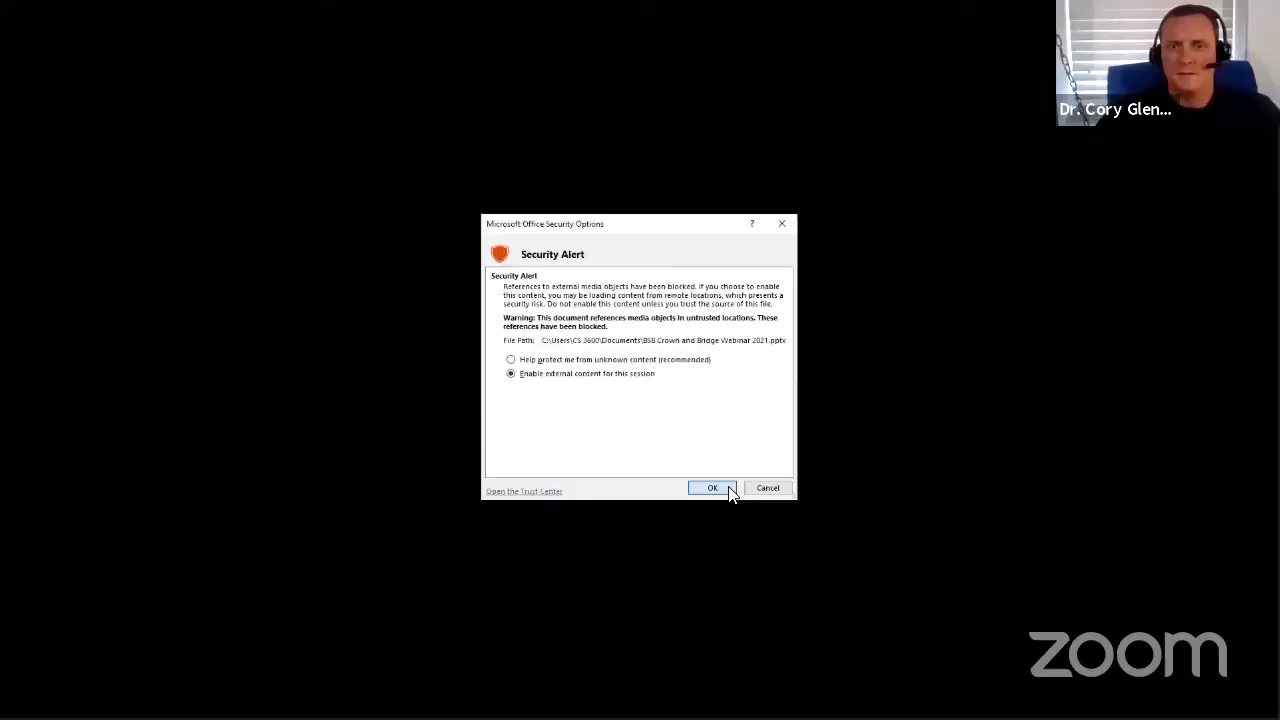 Dr. Cory Glen...
Microsoft Office Security Options
?
Security Alert
Security Alert
References to external media objects have been blocked. If you choose to enable
this content, you may be loading content from remote locations, which presents a
security risk. Do not enable this content unless you trust the source of this file.
Warning: This document references media objects in untrusted locations. These
references have been blocked.
File Path: C:\Users\CS 3600\Documents\BSB Crown and Bridge Webinar 2021.pptx
Help protect me from unknown content (recommended)
Enable external content for this session
Open the Trust Center
OK
Cancel
zoom